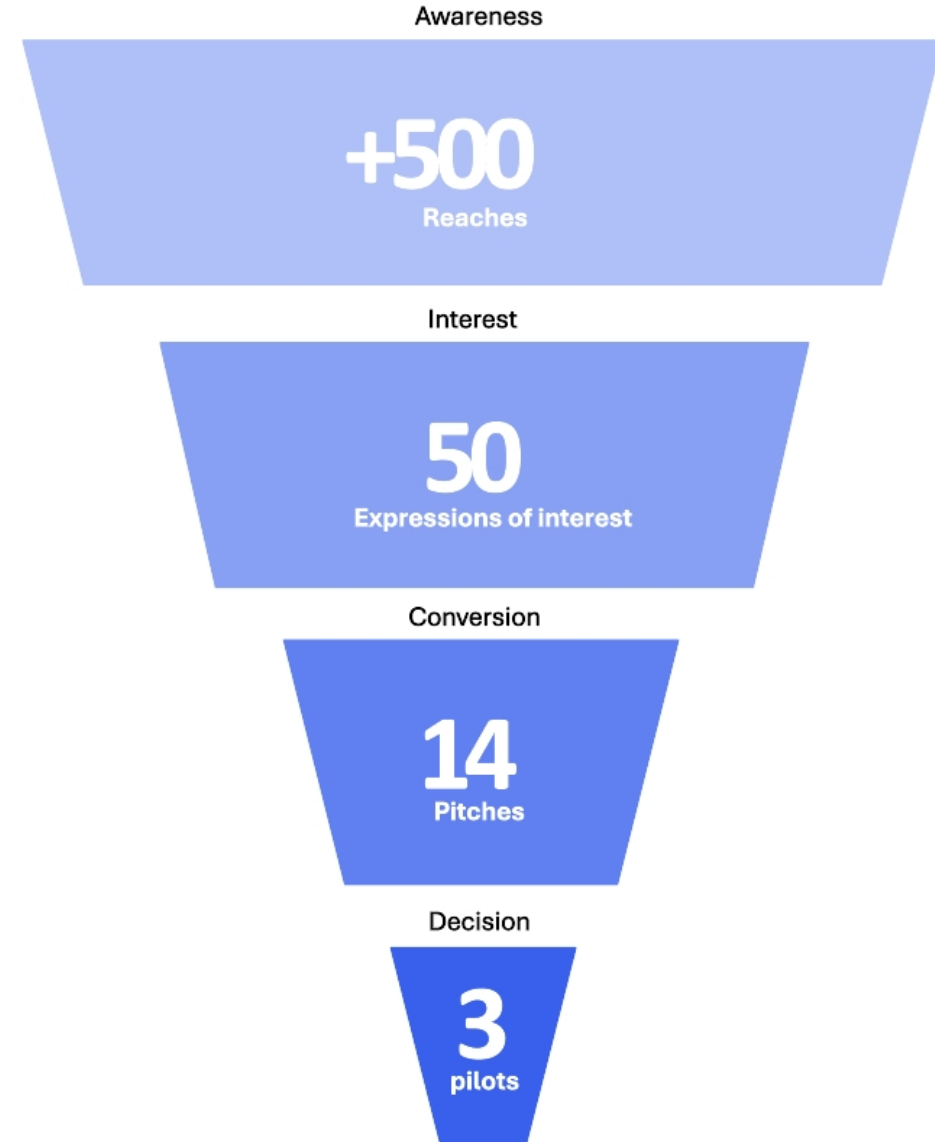 Awareness
+500
Reaches
Interest
50
Expressions of interest
Conversion
14
Pitches
Decision
3
pilots